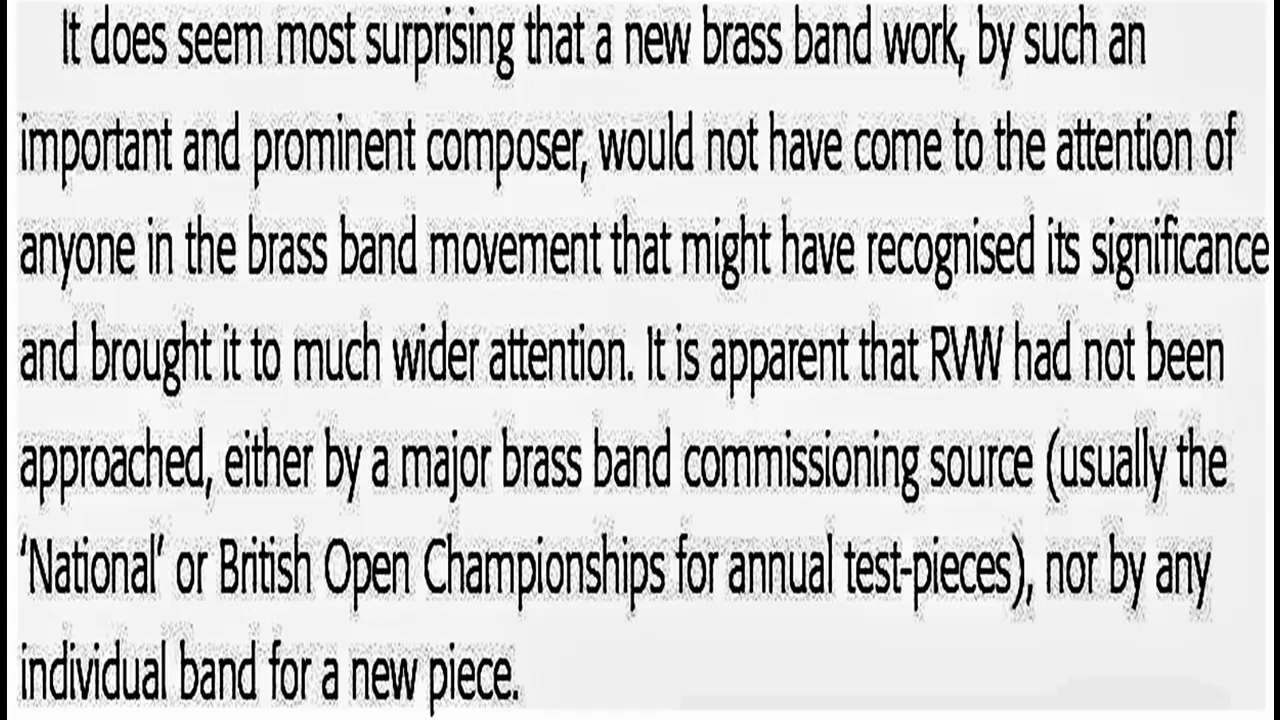 It does seem most surprising that a new brass band work, by such an
important and prominent composer, would not have come to the attention of
anyone in the brass band movement that might have recognised its significance
and brought it to much wider attention. It is apparent that RVW had not been
approached, either by a major brass band commissioning source (usually the
‘National’ or British Open Championships for annual test-pieces), nor by any
individual band for a new piece.